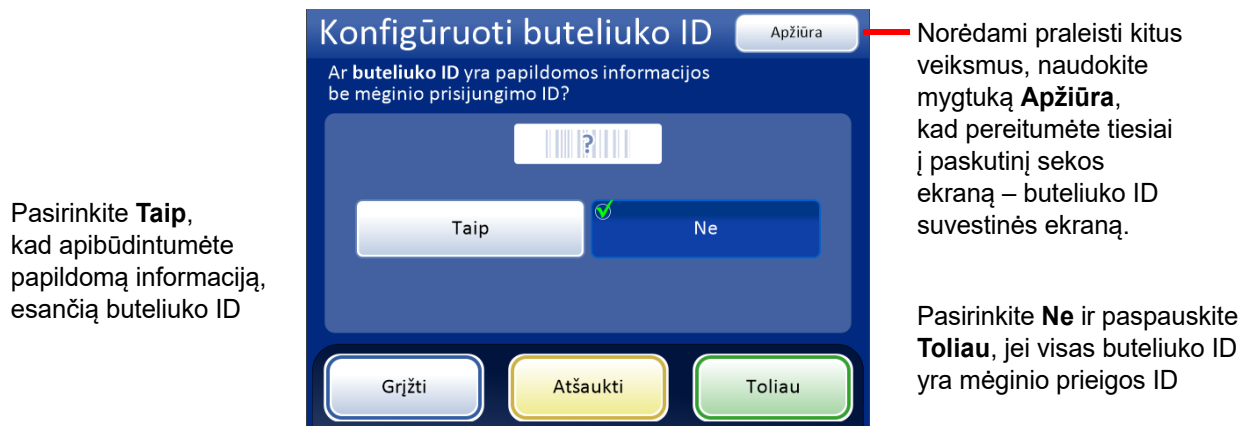 Konfigūruoti buteliuko ID
Apžiūra
Ar buteliuko ID yra papildomos informacijos
be mėginio prisijungimo ID?
?
Taip
Ne
Grįžti
Atšaukti
Toliau
Pasirinkite Taip,
kad apibūdintumėte
papildomą informaciją,
esančią buteliuko ID
Norėdami praleisti kitus
veiksmus, naudokite
mygtuką Apžiūra,
kad pereitumėte tiesiai
į paskutinį sekos
ekraną – buteliuko ID
suvestinės ekraną.
Pasirinkite Ne ir paspauskite
Toliau, jei visas buteliuko ID
yra mėginio prieigos ID